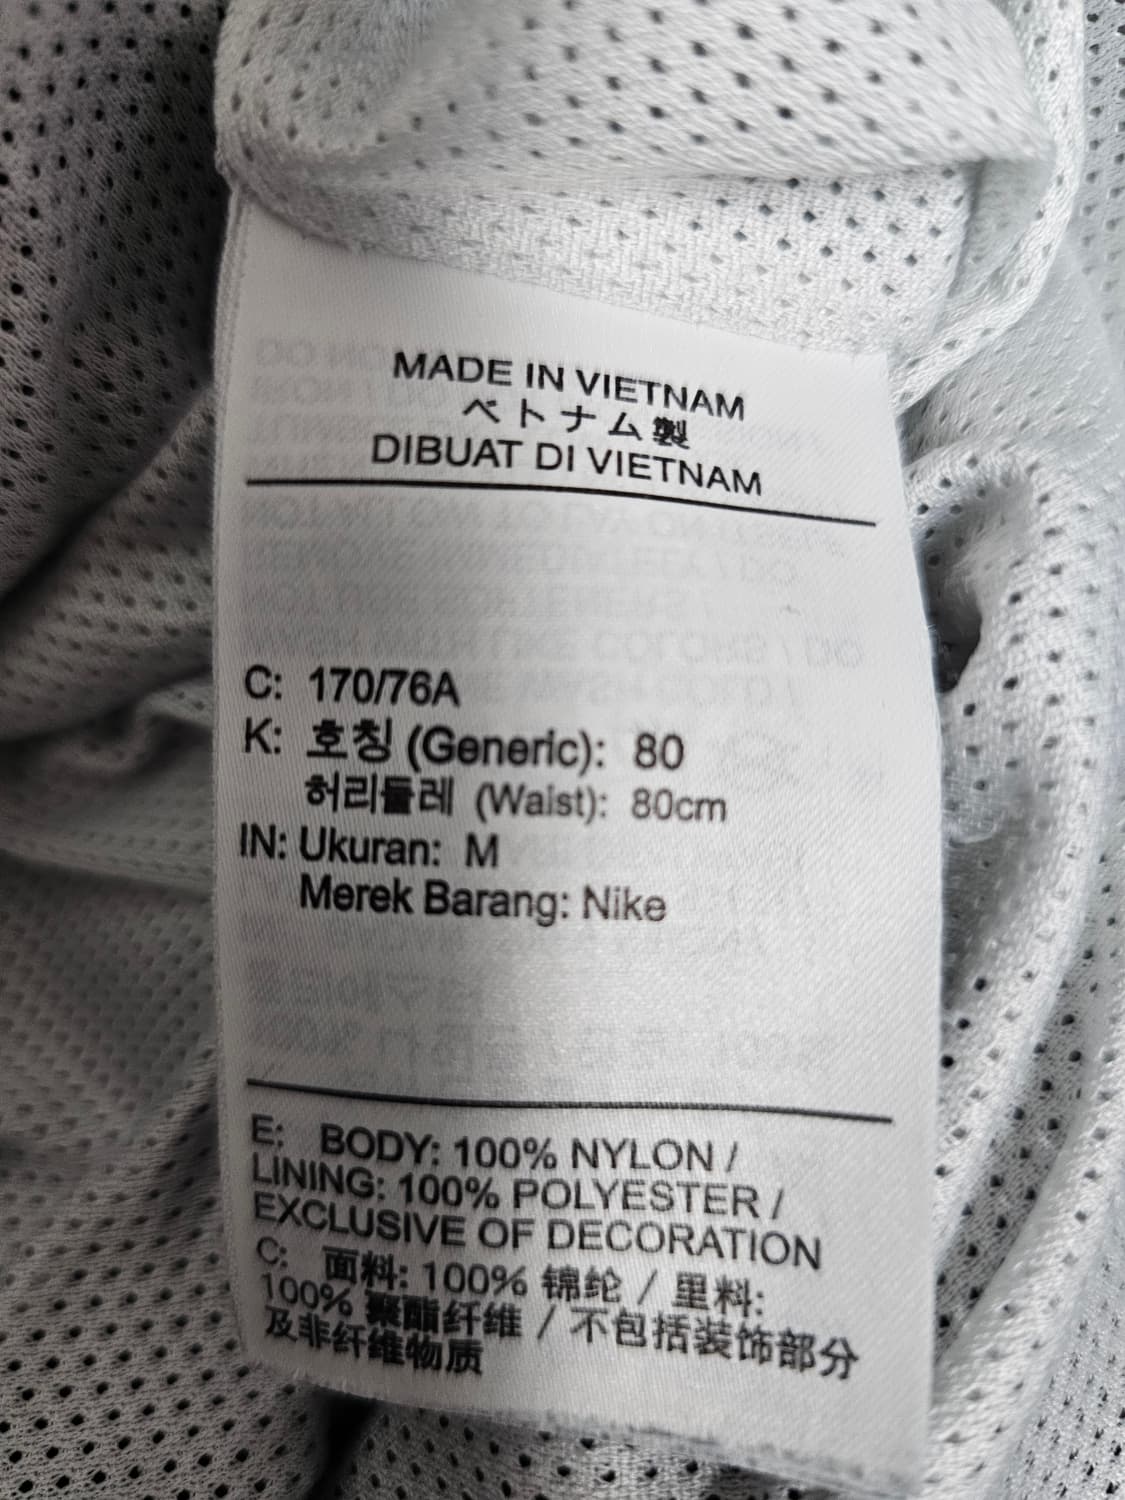 MADE IN VIETNAM
ベトナム製
DIBUAT DI VIETNAM
C: 170/76A
K: 호칭 (Generic): 80
허리둘레 (Waist): 80cm
IN: Ukuran: M
Merek Barang: Nike
E: BODY: 100% NYLON /
LINING: 100% POLYESTER /
EXCLUSIVE OF DECORATION
C: 面料: 100% 锦纶 / 里料:
100% 聚酯纤维 / 不包括装饰部分
及非纤维物质